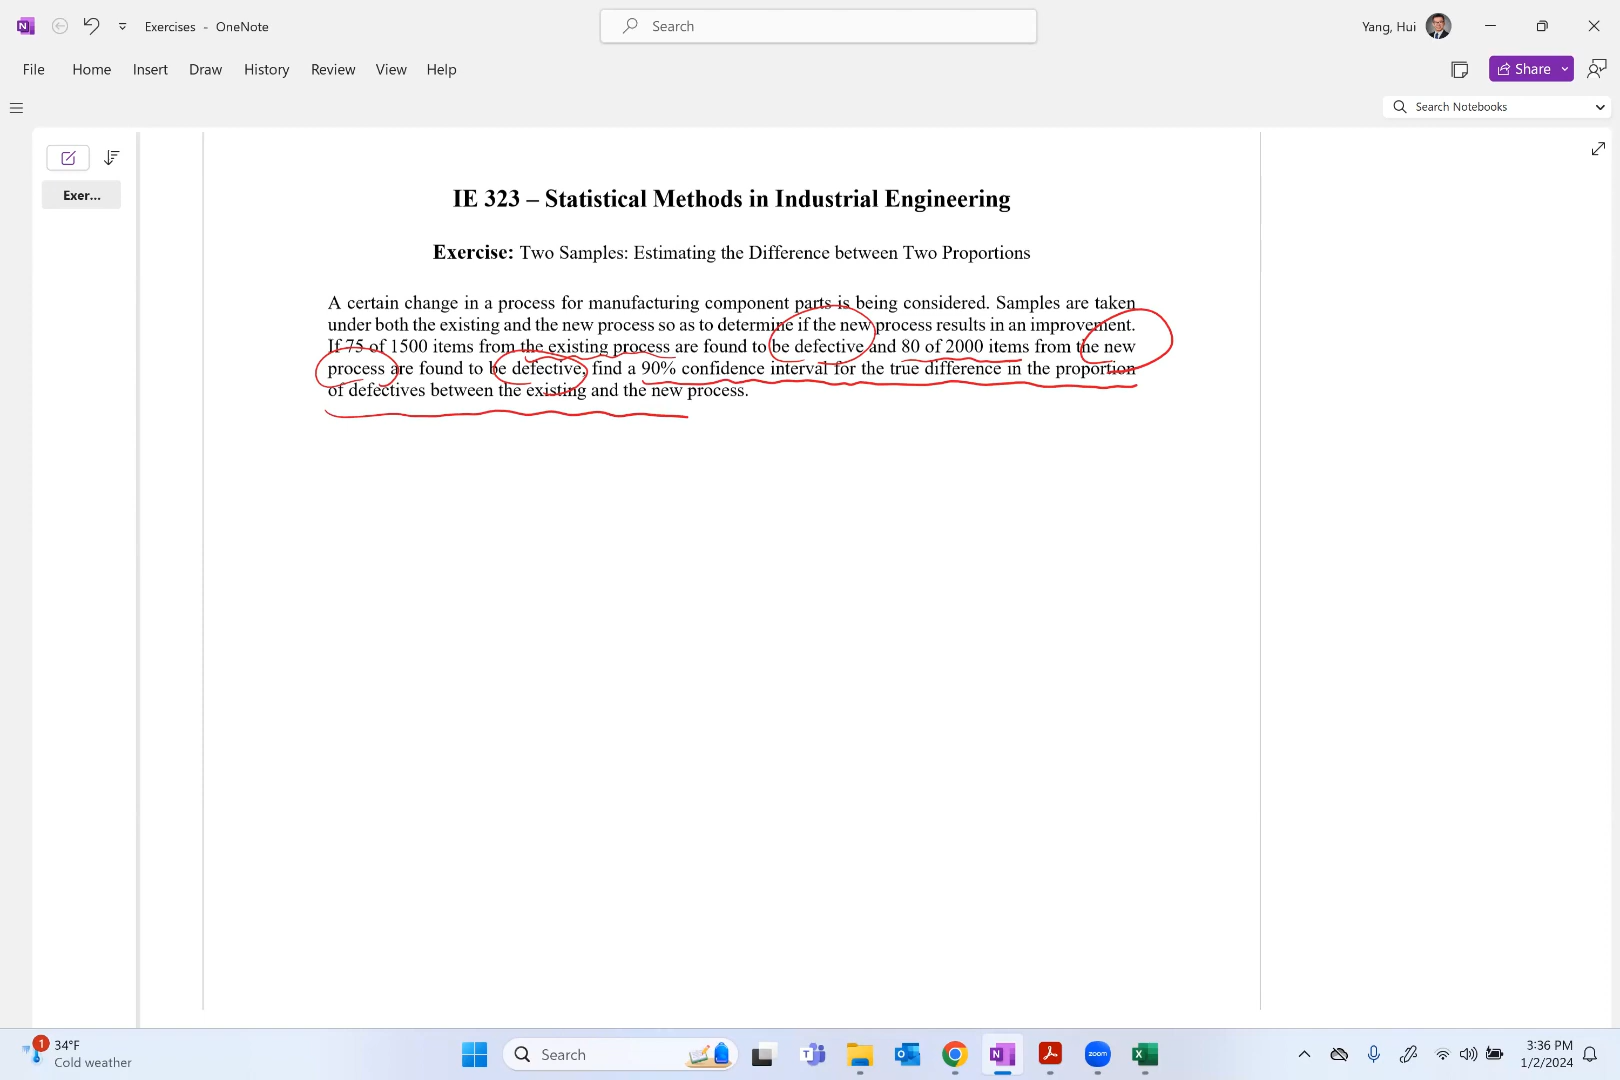 Exercises - OneNote
Search
Yang, Hui
File Home Insert Draw History Review View Help
Share
Search Notebooks
Exer...
IE 323 – Statistical Methods in Industrial Engineering
Exercise: Two Samples: Estimating the Difference between Two Proportions
A certain change in a process for manufacturing component parts is being considered. Samples are taken
under both the existing and the new process so as to determine if the new process results in an improvement.
If 75 of 1500 items from the existing process are found to be defective and 80 of 2000 items from the new
process are found to be defective, find a 90% confidence interval for the true difference in the proportion
of defectives between the existing and the new process.
1
34°F
Cold weather
Search
zoom
3:36 PM
1/2/2024